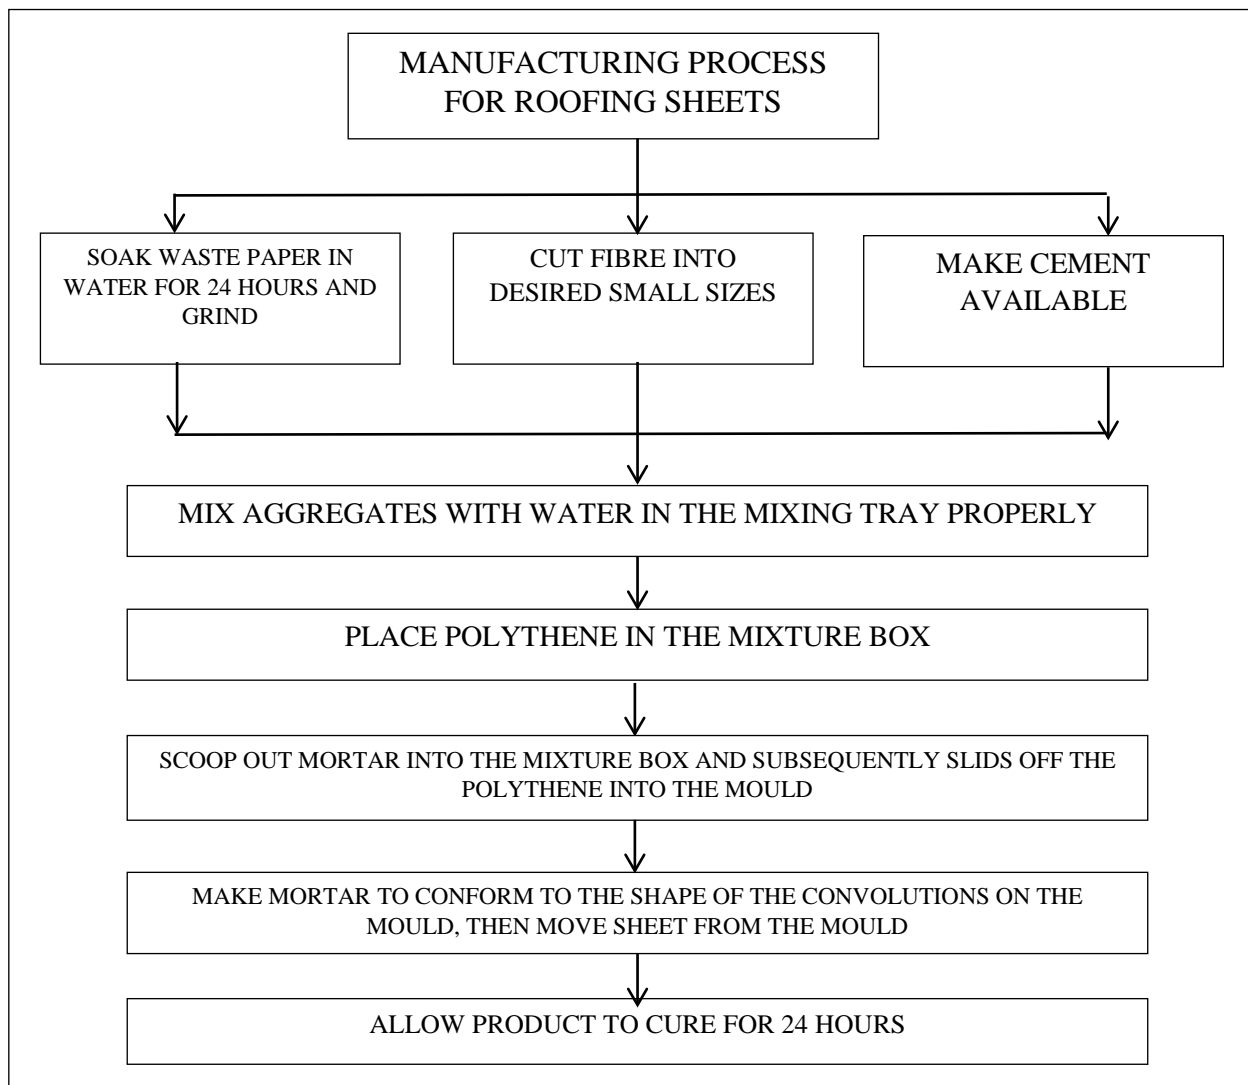 MANUFACTURING PROCESS
FOR ROOFING SHEETS
SOAK WASTE PAPER IN
WATER FOR 24 HOURS AND
GRIND
CUT FIBRE INTO
DESIRED SMALL SIZES
MAKE CEMENT
AVAILABLE
MIX AGGREGATES WITH WATER IN THE MIXING TRAY PROPERLY
PLACE POLYTHENE IN THE MIXTURE BOX
SCOOP OUT MORTAR INTO THE MIXTURE BOX AND SUBSEQUENTLY SLIDS OFF THE
POLYTHENE INTO THE MOULD
MAKE MORTAR TO CONFORM TO THE SHAPE OF THE CONVOLUTIONS ON THE
MOULD, THEN MOVE SHEET FROM THE MOULD
ALLOW PRODUCT TO CURE FOR 24 HOURS